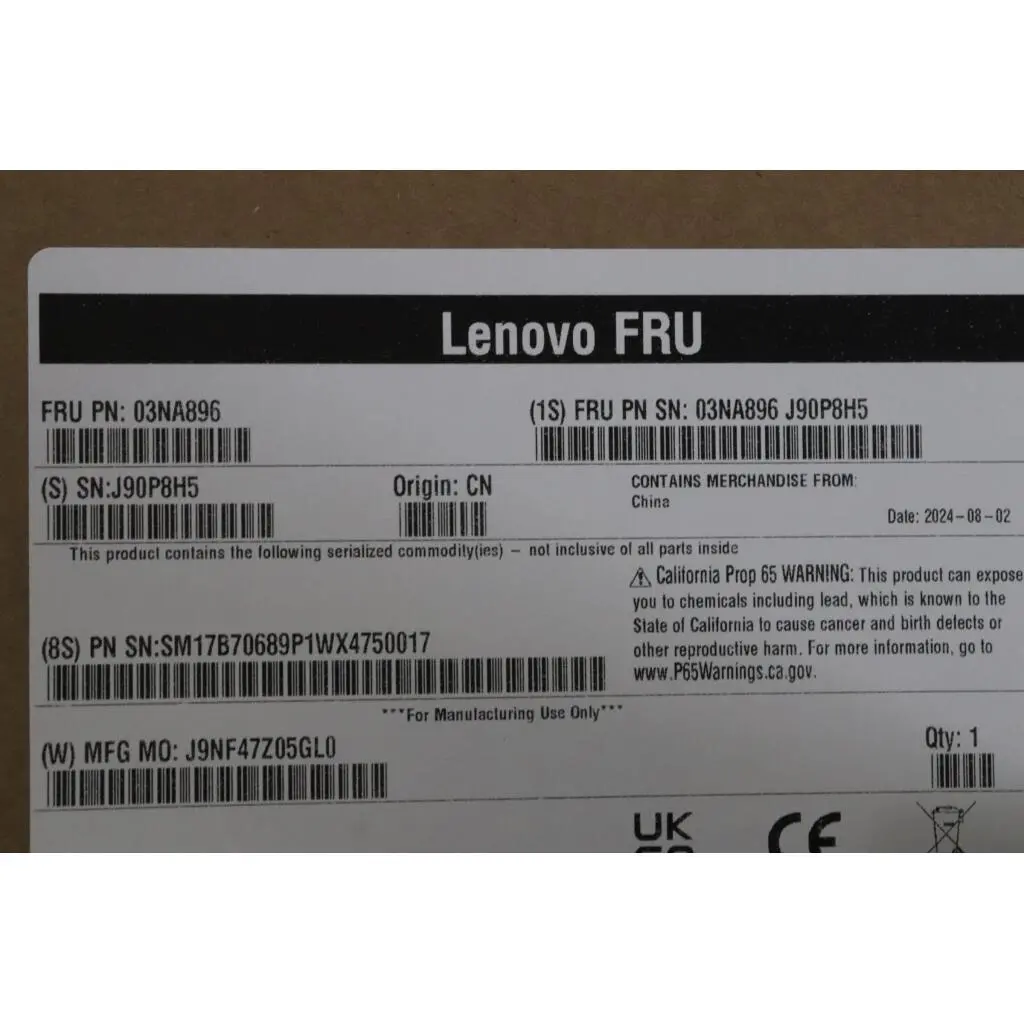 Lenovo FRU
FRU PN: 03NA896
(1S) FRU PN SN: 03NA896 J90P8H5
(S) SN:J90P8H5
Origin: CN
CONTAINS MERCHANDISE FROM:
China
Date: 2024-08-02
This product contains the following serialized commodity(ies) – not inclusive of all parts inside
⚠ California Prop 65 WARNING: This product can expose
you to chemicals including lead, which is known to the
State of California to cause cancer and birth defects or
other reproductive harm. For more information, go to
www.P65Warnings.ca.gov.
(8S) PN SN:SM17B70689P1WX4750017
***For Manufacturing Use Only***
(W) MFG MO: J9NF47Z05GL0
Qty: 1
UK
CE